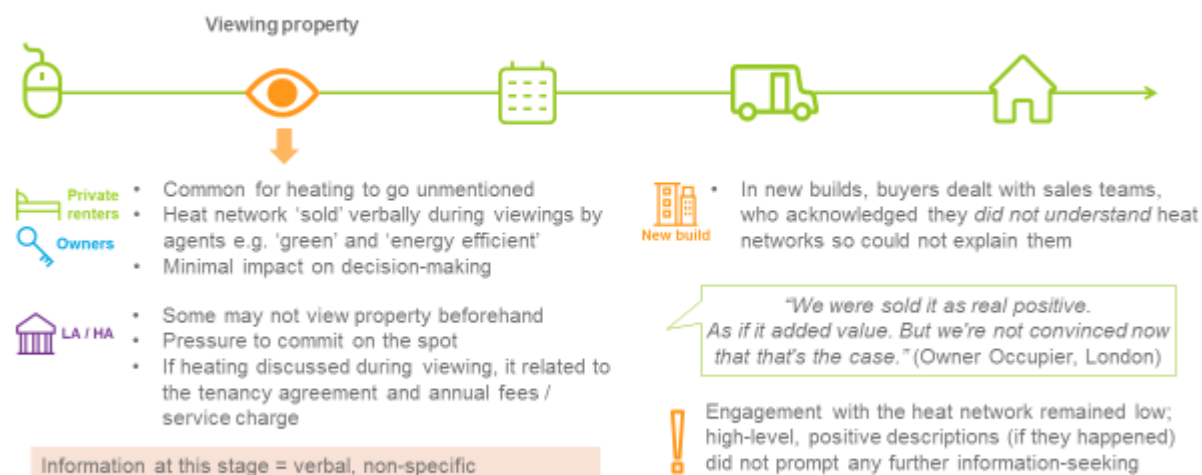 Viewing property
Private renters
Owners
• Common for heating to go unmentioned
• Heat network ‘sold’ verbally during viewings by
agents e.g. ‘green’ and ‘energy efficient’
• Minimal impact on decision-making
LA / HA
• Some may not view property beforehand
• Pressure to commit on the spot
• If heating discussed during viewing, it related to
the tenancy agreement and annual fees /
service charge
Information at this stage = verbal, non-specific
New build
• In new builds, buyers dealt with sales teams,
who acknowledged they did not understand heat
networks so could not explain them
“We were sold it as real positive.
As if it added value. But we're not convinced now
that that's the case.” (Owner Occupier, London)
Engagement with the heat network remained low;
high-level, positive descriptions (if they happened)
did not prompt any further information-seeking